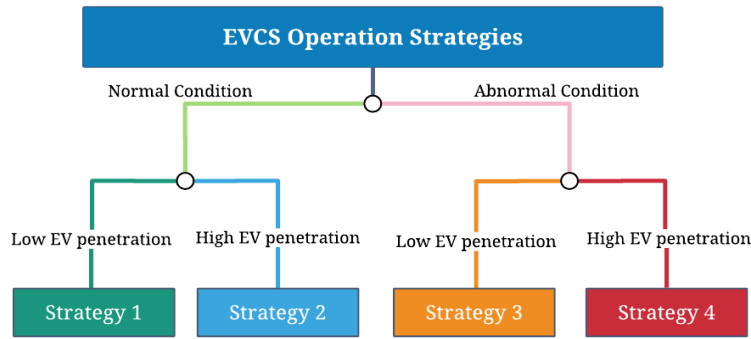 EVCS Operation Strategies
Normal Condition
Abnormal Condition
Low EV penetration
High EV penetration
Low EV penetration
High EV penetration
Strategy 1
Strategy 2
Strategy 3
Strategy 4